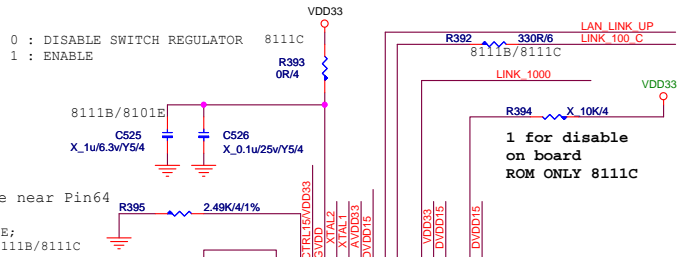 VDD33
LAN_LINK_UP
0 : DISABLE SWITCH REGULATOR 8111C
R392 330R/6 LINK_100_C
1 : ENABLE
8111B/8111C
R393
0R/4
LINK_1000
VDD33
8111B/8101E
R394 X_10K/4
C525
X_1u/6.3v/Y5/4
C526
X_0.1u/25v/Y5/4
1 for disable
on board
ROM ONLY 8111C
e near Pin64
R395 2.49K/4/1%
E;
111B/8111C
CTRL15/VDD33
GVDD
XTAL2
XTAL1
AVDD33
DVDD15
VDD33
DVDD15
DVDD15